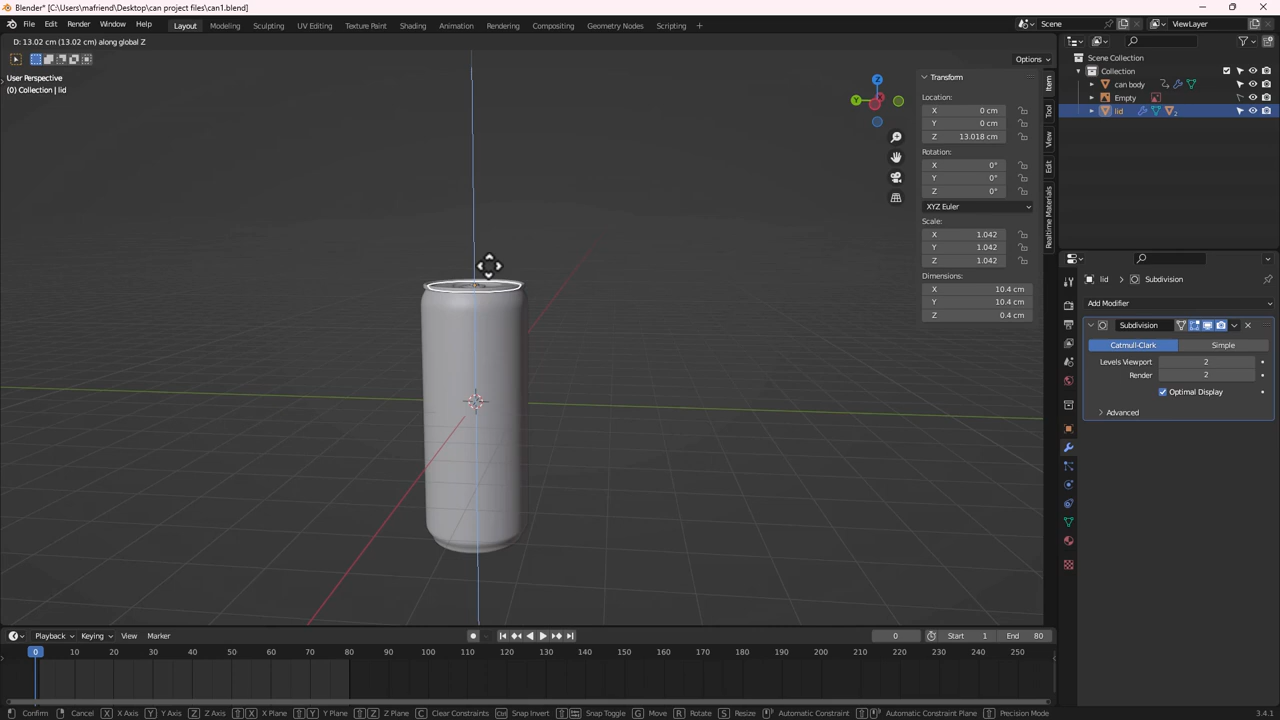 Blender* [C:\Users\mafriend\Desktop\can project files\can1.blend]
File Edit Render Window Help Layout Modeling Sculpting UV Editing Texture Paint Shading Animation Rendering Compositing Geometry Nodes Scripting + Scene ViewLayer
D: 13.02 cm (13.02 cm) along global Z
Options
User Perspective
(0) Collection | lid
Z
Y
Transform
Location:
X 0 cm
Y 0 cm
Z 13.018 cm
Rotation:
X 0°
Y 0°
Z 0°
XYZ Euler
Scale:
X 1.042
Y 1.042
Z 1.042
Dimensions:
X 10.4 cm
Y 10.4 cm
Z 0.4 cm
Item
Tool
View
Edit
Realtime Materials
Scene Collection
Collection
can body
Empty
lid 2
lid > Subdivision
Add Modifier
Subdivision
Catmull-Clark Simple
Levels Viewport 2
Render 2
Optimal Display
Advanced
Playback Keying View Marker 0 Start 1 End 80
0 10 20 30 40 50 60 70 80 90 100 110 120 130 140 150 160 170 180 190 200 210 220 230 240 250
Confirm Cancel X X Axis Y Y Axis Z Z Axis X X Plane Y Y Plane Z Z Plane C Clear Constraints Snap Invert Snap Toggle G Move R Rotate S Resize Automatic Constraint Automatic Constraint Plane Precision Mode 3.4.1